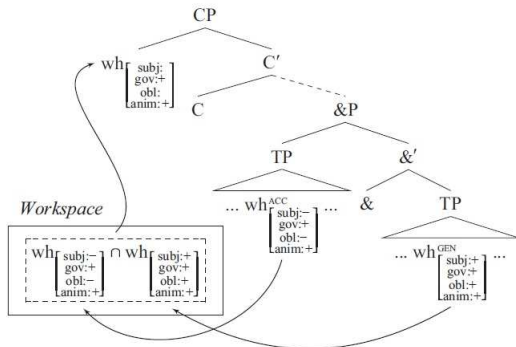 CP
wh[subj: gov:+ obl: anim:+]
C′
C
&P
TP
&′
... wh^ACC[subj:− gov:+ obl:− anim:+] ...
&
TP
... wh^GEN[subj:+ gov:+ obl:+ anim:+] ...
Workspace
wh[subj:− gov:+ obl:− anim:+] ∩ wh[subj:+ gov:+ obl:+ anim:+]